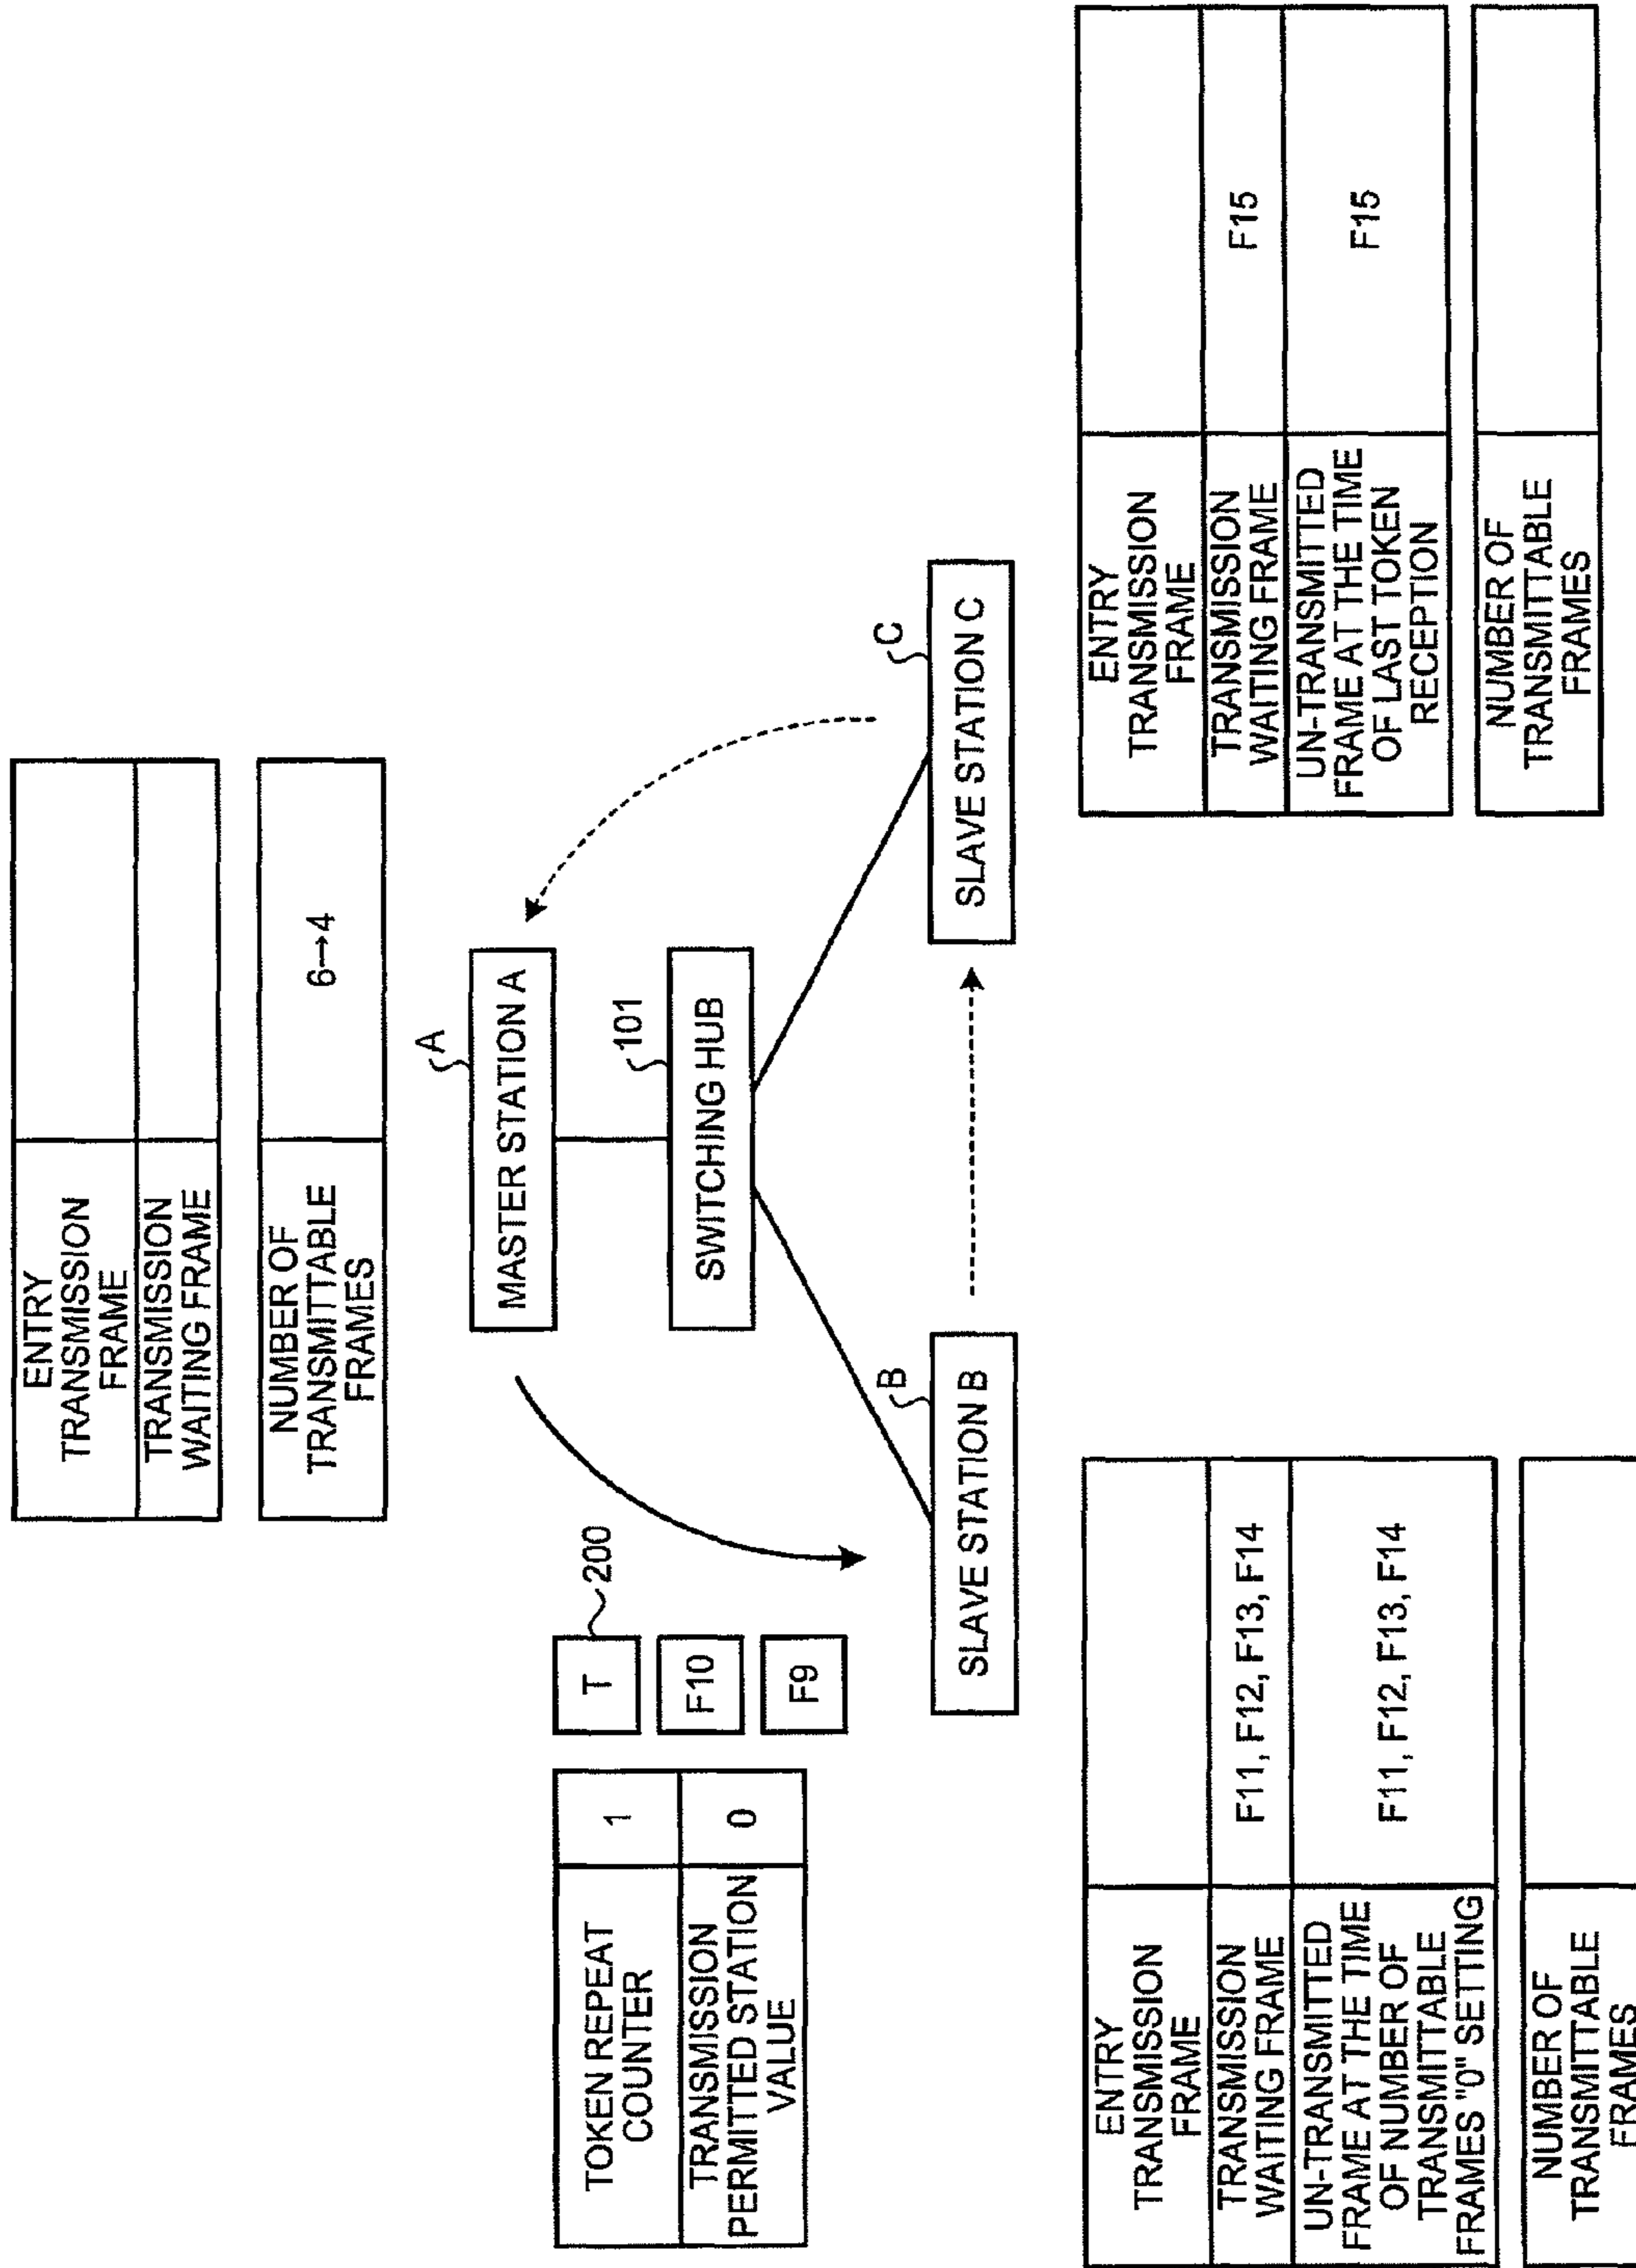 ENTRY
TRANSMISSION
FRAME
TRANSMISSION
WAITING FRAME
NUMBER OF
TRANSMITTABLE
FRAMES
6→4
A
MASTER STATION A
101
SWITCHING HUB
TOKEN REPEAT
COUNTER
1
TRANSMISSION
PERMITTED STATION
VALUE
0
T
200
F10
F9
B
SLAVE STATION B
C
SLAVE STATION C
ENTRY
TRANSMISSION
FRAME
TRANSMISSION
WAITING FRAME
F11, F12, F13, F14
UN-TRANSMITTED
FRAME AT THE TIME
OF NUMBER OF
TRANSMITTABLE
FRAMES "0" SETTING
F11, F12, F13, F14
NUMBER OF
TRANSMITTABLE
FRAMES
ENTRY
TRANSMISSION
FRAME
TRANSMISSION
WAITING FRAME
F15
UN-TRANSMITTED
FRAME AT THE TIME
OF LAST TOKEN
RECEPTION
F15
NUMBER OF
TRANSMITTABLE
FRAMES